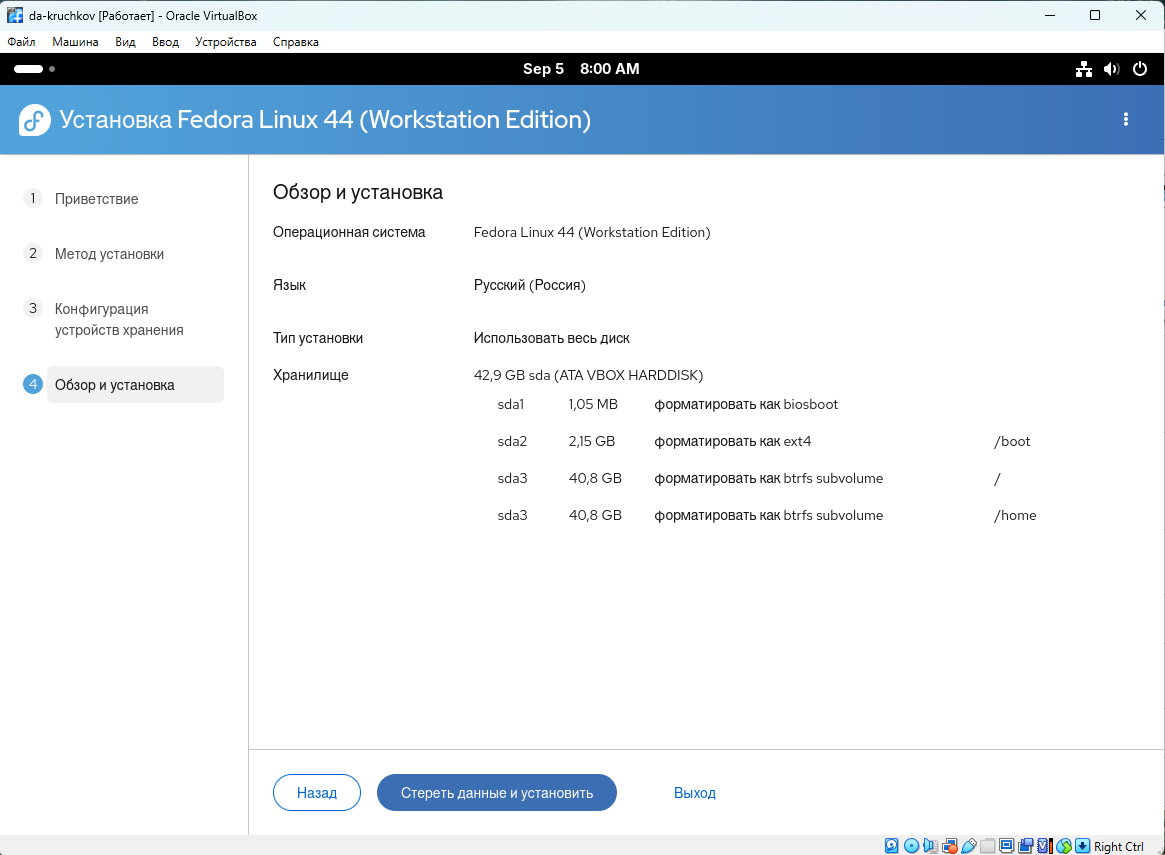 da-kruchkov [Работает] - Oracle VirtualBox
Файл Машина Вид Ввод Устройства Справка
Sep 5 8:00 AM
Установка Fedora Linux 44 (Workstation Edition)
1 Приветствие
2 Метод установки
3 Конфигурация
устройств хранения
4 Обзор и установка
Обзор и установка
Операционная система Fedora Linux 44 (Workstation Edition)
Язык Русский (Россия)
Тип установки Использовать весь диск
Хранилище 42,9 GB sda (ATA VBOX HARDDISK)
sda1 1,05 MB форматировать как biosboot
sda2 2,15 GB форматировать как ext4 /boot
sda3 40,8 GB форматировать как btrfs subvolume /
sda3 40,8 GB форматировать как btrfs subvolume /home
Назад Стереть данные и установить Выход
Right Ctrl